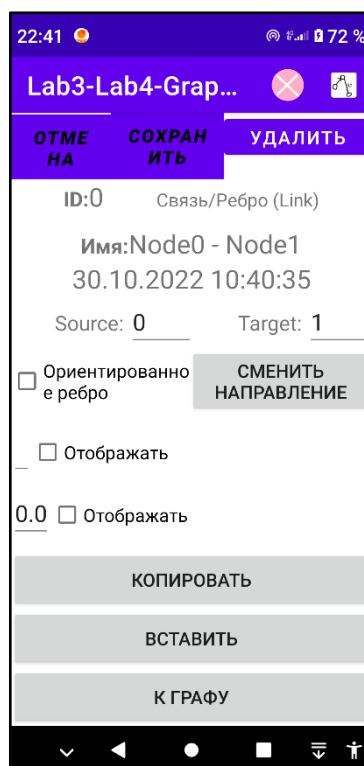 22:41 72 %
Lab3-Lab4-Grap...
ОТМЕ СОХРАН УДАЛИТЬ
НА ИТЬ
ID:0 Связь/Ребро (Link)
Имя:Node0 - Node1
30.10.2022 10:40:35
Source: 0 Target: 1
Ориентированно СМЕНИТЬ
е ребро НАПРАВЛЕНИЕ
Отображать
0.0 Отображать
КОПИРОВАТЬ
ВСТАВИТЬ
К ГРАФУ